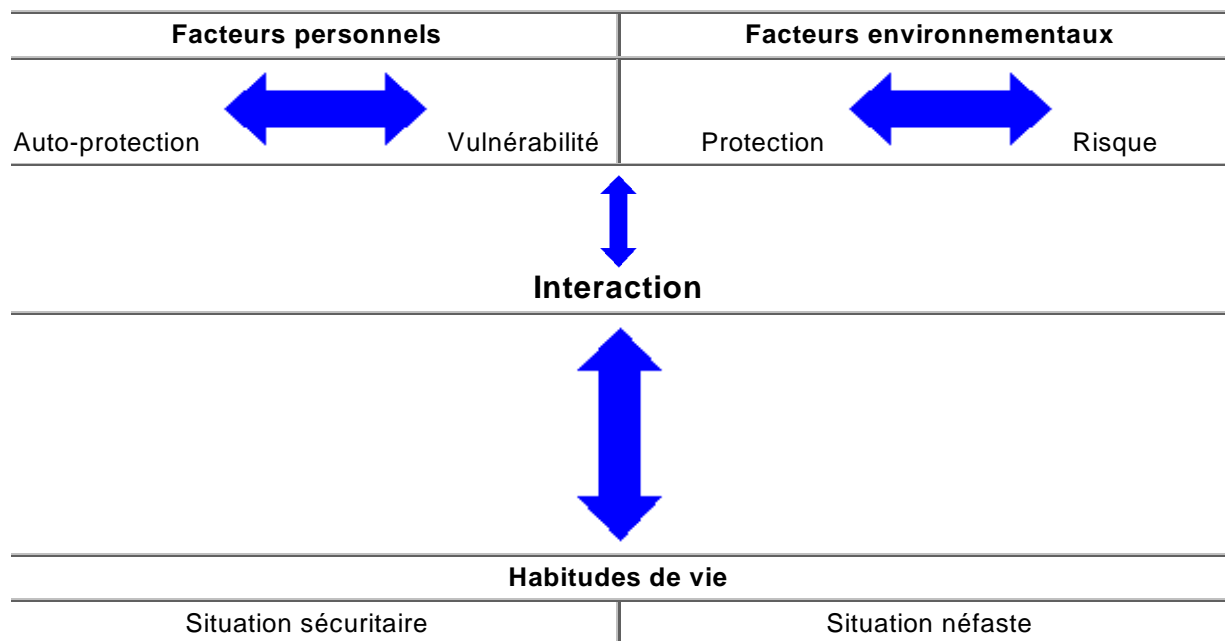 Facteurs personnels
Facteurs environnementaux
Auto-protection
Vulnérabilité
Protection
Risque
Interaction
Habitudes de vie
Situation sécuritaire
Situation néfaste